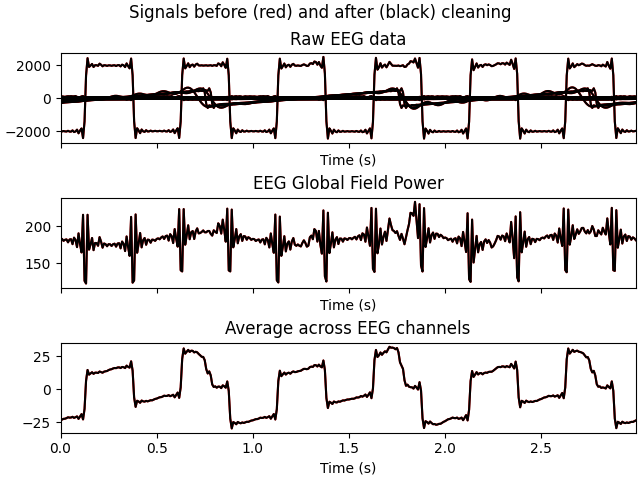 Signals before (red) and after (black) cleaning
Raw EEG data
2000
0
−2000
Time (s)
EEG Global Field Power
200
150
Time (s)
Average across EEG channels
25
0
−25
0.0 0.5 1.0 1.5 2.0 2.5
Time (s)